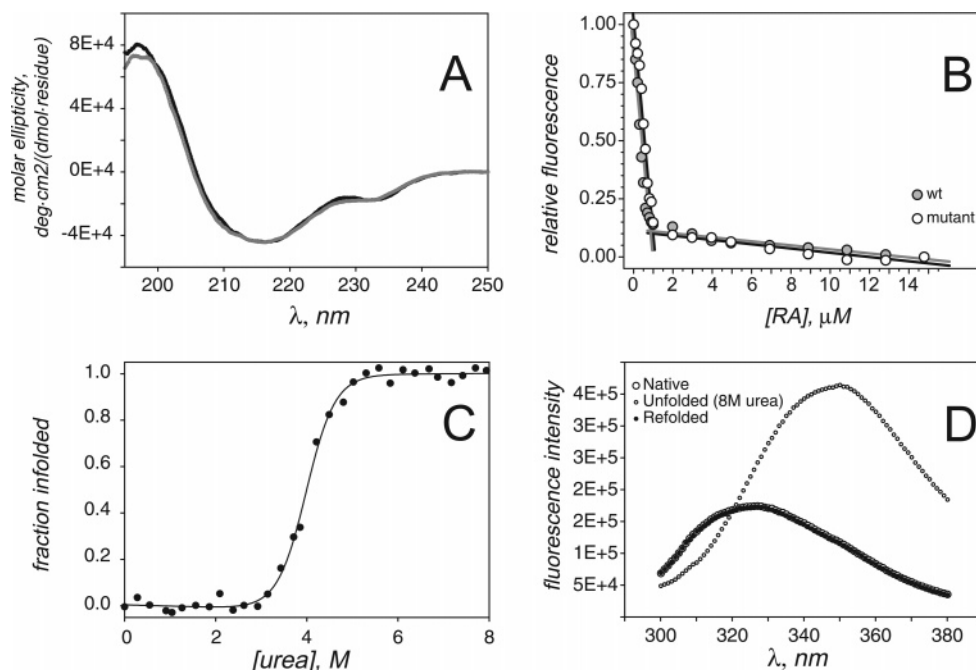 A
molar ellipticity,
deg·cm2/(dmol·residue)
8E+4
4E+4
0E+4
-4E+4
200 210 220 230 240 250
λ, nm
B
relative fluorescence
1.00
0.75
0.50
0.25
0.00
wt
mutant
0 2 4 6 8 10 12 14
[RA], μM
C
fraction infolded
1.0
0.8
0.6
0.4
0.2
0.0
0 2 4 6 8
[urea], M
D
fluorescence intensity
4E+5
3E+5
3E+5
2E+5
2E+5
1E+5
5E+4
Native
Unfolded (8M urea)
Refolded
300 320 340 360 380
λ, nm